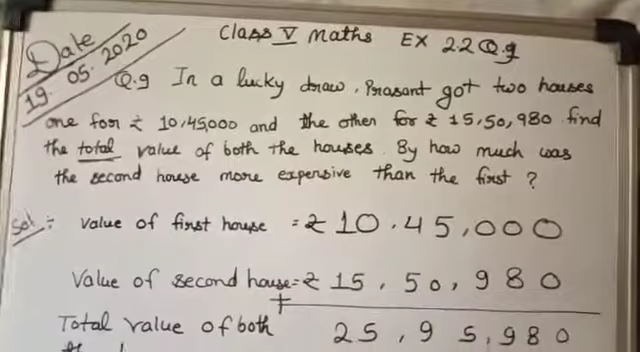 Date
19. 05. 2020
Class V Maths EX 2.2 Q.9
Q.9 In a lucky draw, Prasant got two houses
one for ₹ 10,45,000 and the other for ₹ 15,50,980 find
the total value of both the houses. By how much was
the second house more expensive than the first ?
Sol ÷ Value of first house = ₹ 10,45,000
Value of second house = ₹ 15,50,980
+
Total value of both 25,95,980